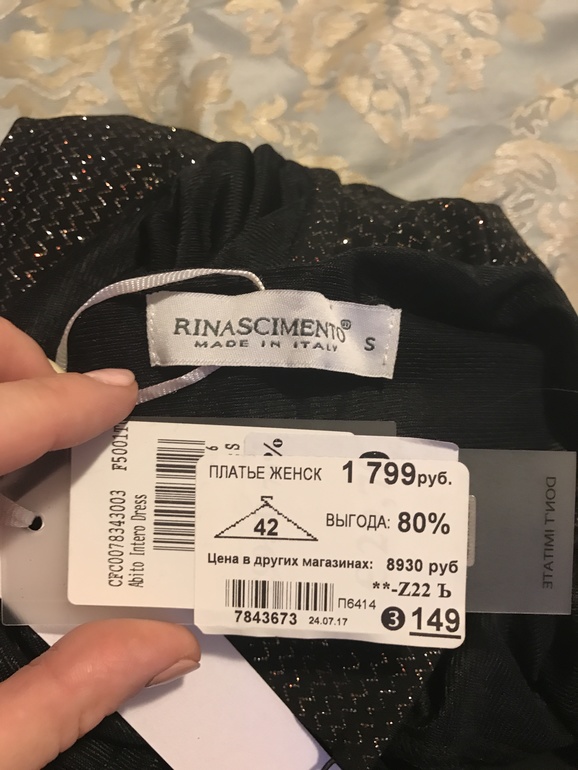 RINASCIMENTO®
MADE IN ITALY
S
%
CFC0078343003
Abito Intero Dress
ПЛАТЬЕ ЖЕНСК 1 799руб.
42
ВЫГОДА: 80%
Цена в других магазинах: 8930 руб
**-Z22 Ъ
П6414
7843673 24.07.17
3 149
DON'T IMITATE